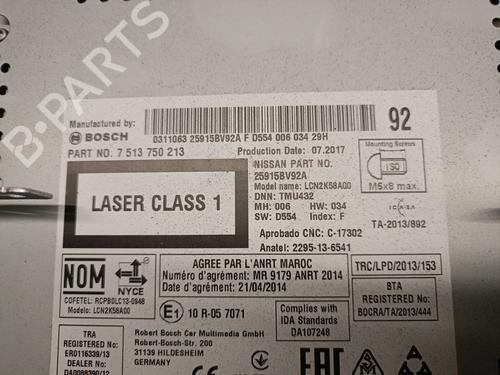 B-PARTS
Manufactured by:
BOSCH
0311063 25915BV92A F D554 006 034 29H
92
PART NO. 7 513 750 213
Production Date: 07.2017
Mounting Screws
NISSAN PART NO.
25915BV92A
ISO
Model name: LCN2K58A00
DNN: TMU432
M5x8 max.
MH: 006 HW: 034
SW: D554 Index: F
LASER CLASS 1
ICASA
TA-2013/892
Aprobado CNC: C-17302
Anatel: 2295-13-6541
NOM
NYCE
AGREE PAR L'ANRT MAROC
Numéro d'agrément: MR 9179 ANRT 2014
Date d'agrément: 21/04/2014
TRC/LPD/2013/153
BTA
REGISTERED No:
BOCRA/TA/2013/444
COFETEL: RCPBOLC13-0948
Modelo: LCN2K58A00
E1 10 R-05 7071
Complies with
IDA Standards
DA107248
TRA
REGISTERED No:
ER0116339/13
DEALER No:
DA0088390/12
Robert Bosch Car Multimedia GmbH
Robert-Bosch-Str. 200
31139 HILDESHEIM
GERMANY
EAC